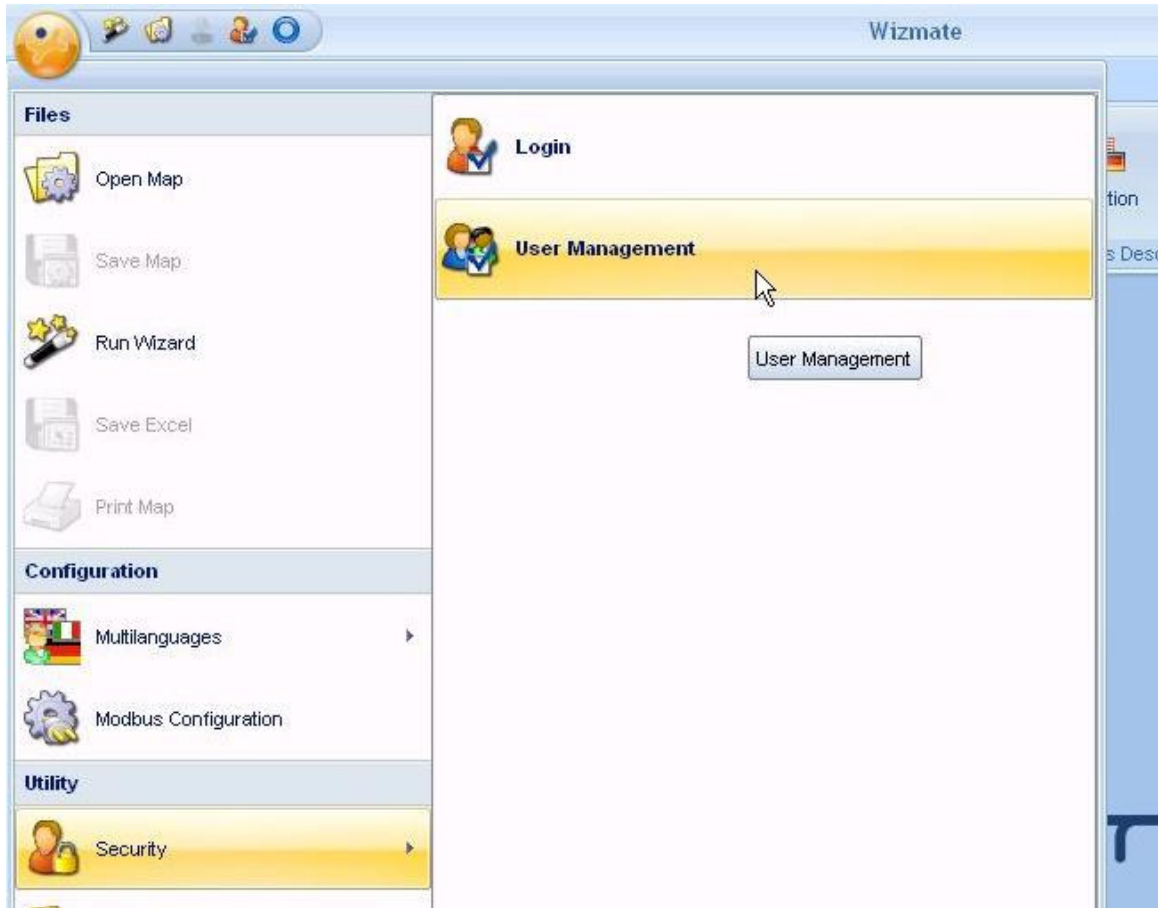 Wizmate
Files
Open Map
Save Map
Run Wizard
Save Excel
Print Map
Configuration
Multilanguages
Modbus Configuration
Utility
Security
Login
User Management
User Management
tion
s Desc